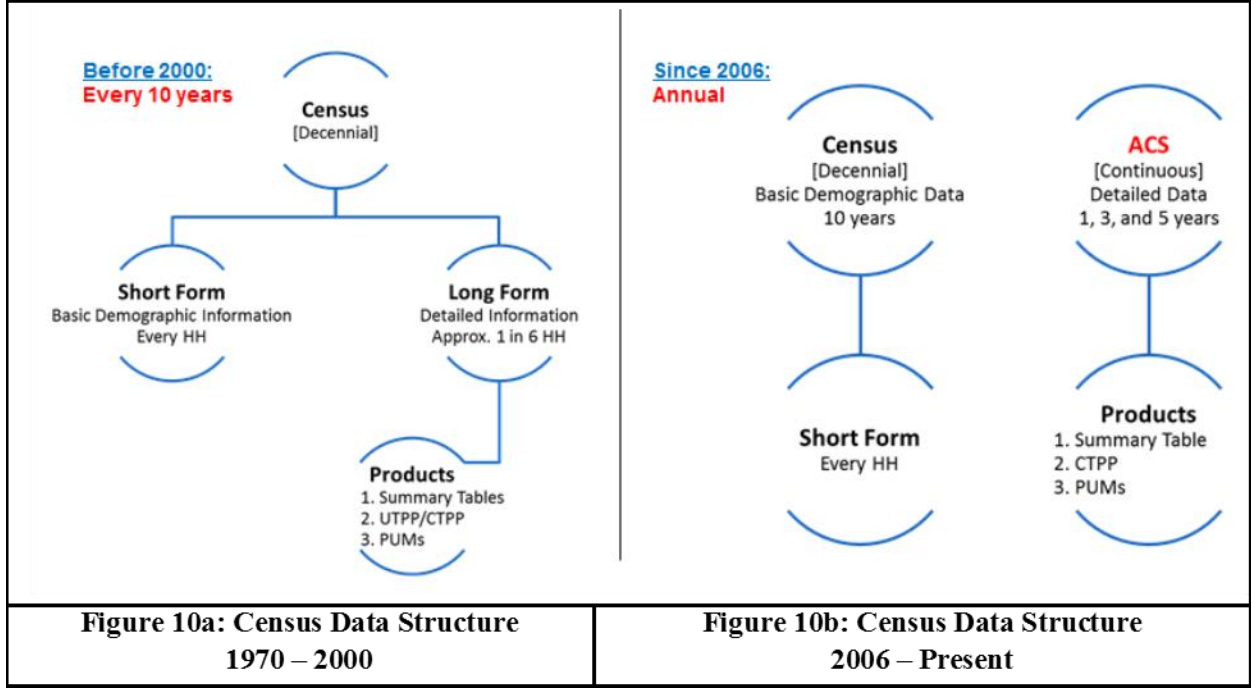 Before 2000:
Every 10 years
Census
[Decennial]
Short Form
Basic Demographic Information
Every HH
Long Form
Detailed Information
Approx. 1 in 6 HH
Products
1. Summary Tables
2. UTPP/CTPP
3. PUMs
Since 2006:
Annual
Census
[Decennial]
Basic Demographic Data
10 years
ACS
[Continuous]
Detailed Data
1, 3, and 5 years
Short Form
Every HH
Products
1. Summary Table
2. CTPP
3. PUMs
Figure 10a: Census Data Structure
1970 – 2000
Figure 10b: Census Data Structure
2006 – Present